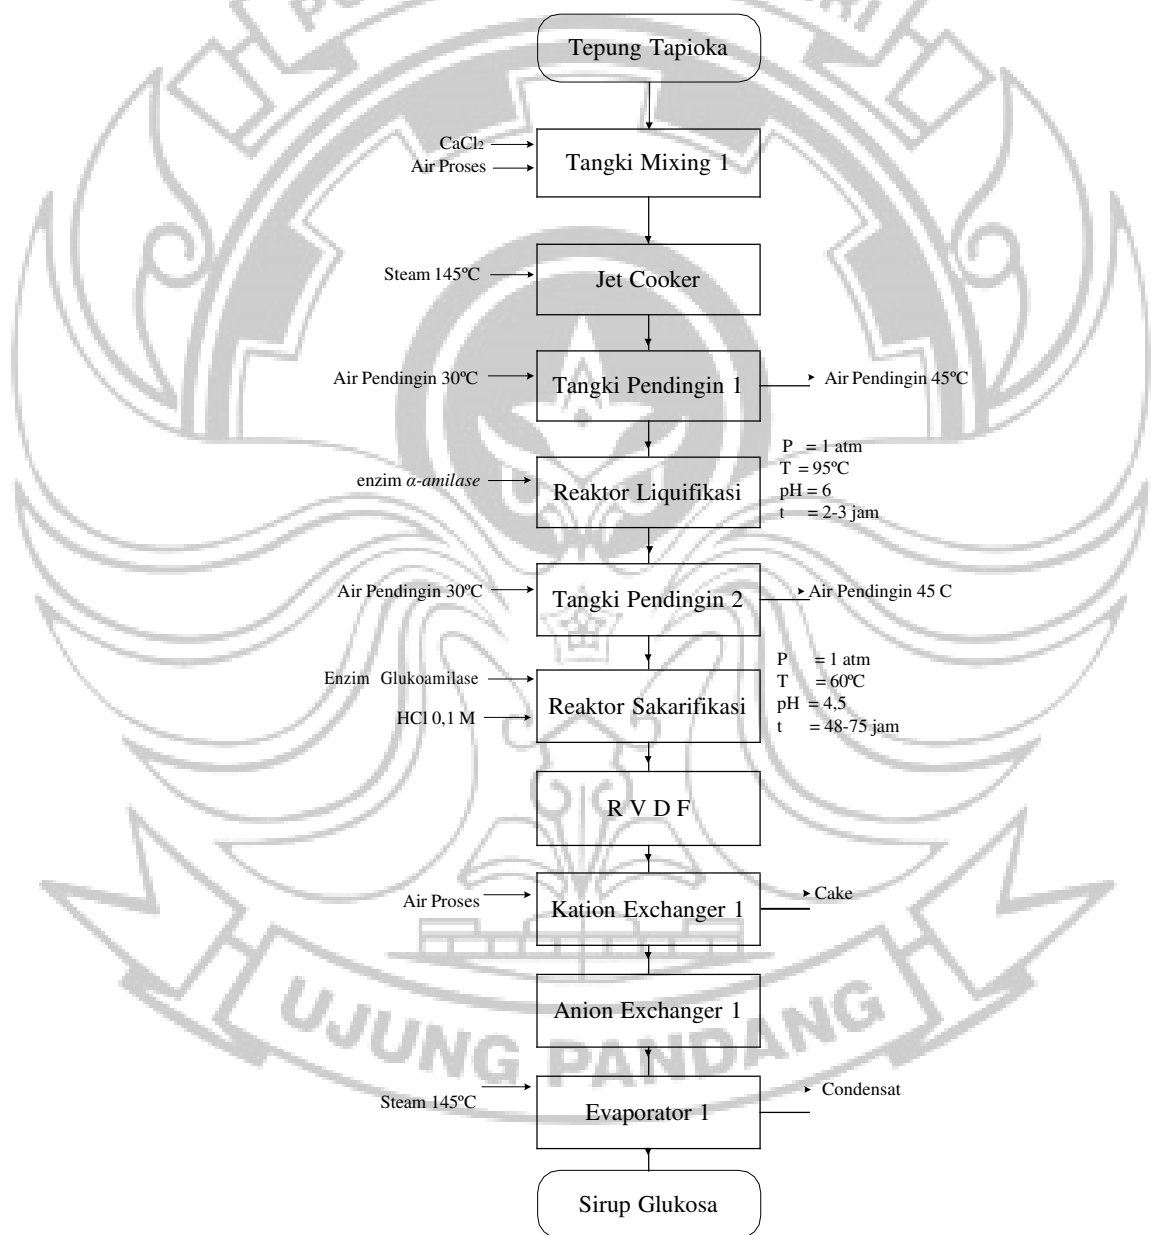 Tepung Tapioka
CaCl2
Air Proses
Tangki Mixing 1
Steam 145ºC
Jet Cooker
Air Pendingin 30ºC
Tangki Pendingin 1
Air Pendingin 45ºC
enzim α-amilase
Reaktor Liquifikasi
P = 1 atm
T = 95ºC
pH = 6
t = 2-3 jam
Air Pendingin 30ºC
Tangki Pendingin 2
Air Pendingin 45 C
Enzim Glukoamilase
HCl 0,1 M
Reaktor Sakarifikasi
P = 1 atm
T = 60ºC
pH = 4,5
t = 48-75 jam
R V D F
Air Proses
Kation Exchanger 1
Cake
Anion Exchanger 1
UJUNG PANDANG
Steam 145ºC
Evaporator 1
Condensat
Sirup Glukosa